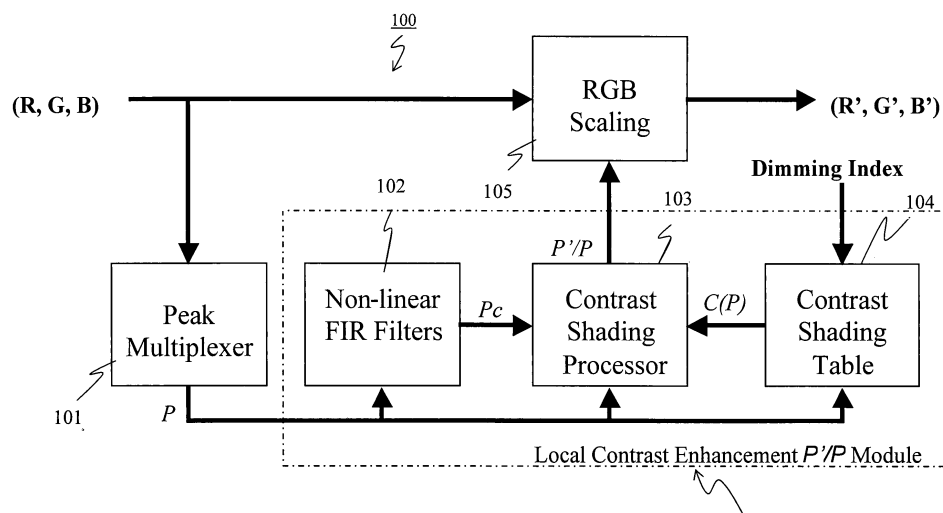 100
(R, G, B)
RGB
Scaling
(R’, G’, B’)
105
Dimming Index
102
103
104
P’/P
Peak
Multiplexer
Non-linear
FIR Filters
Pc
Contrast
Shading
Processor
C(P)
Contrast
Shading
Table
101
P
Local Contrast Enhancement P’/P Module